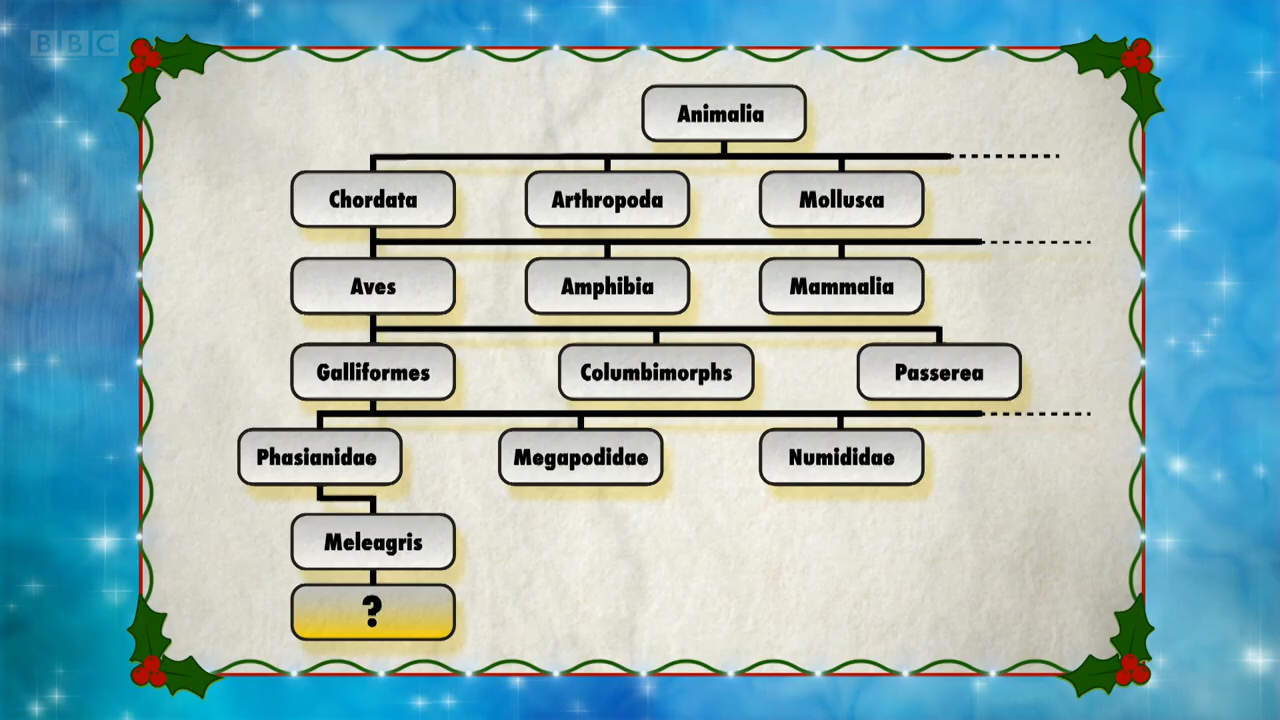 BBC
Animalia
Chordata Arthropoda Mollusca
Aves Amphibia Mammalia
Galliformes Columbimorphs Passerea
Phasianidae Megapodidae Numididae
Meleagris
?